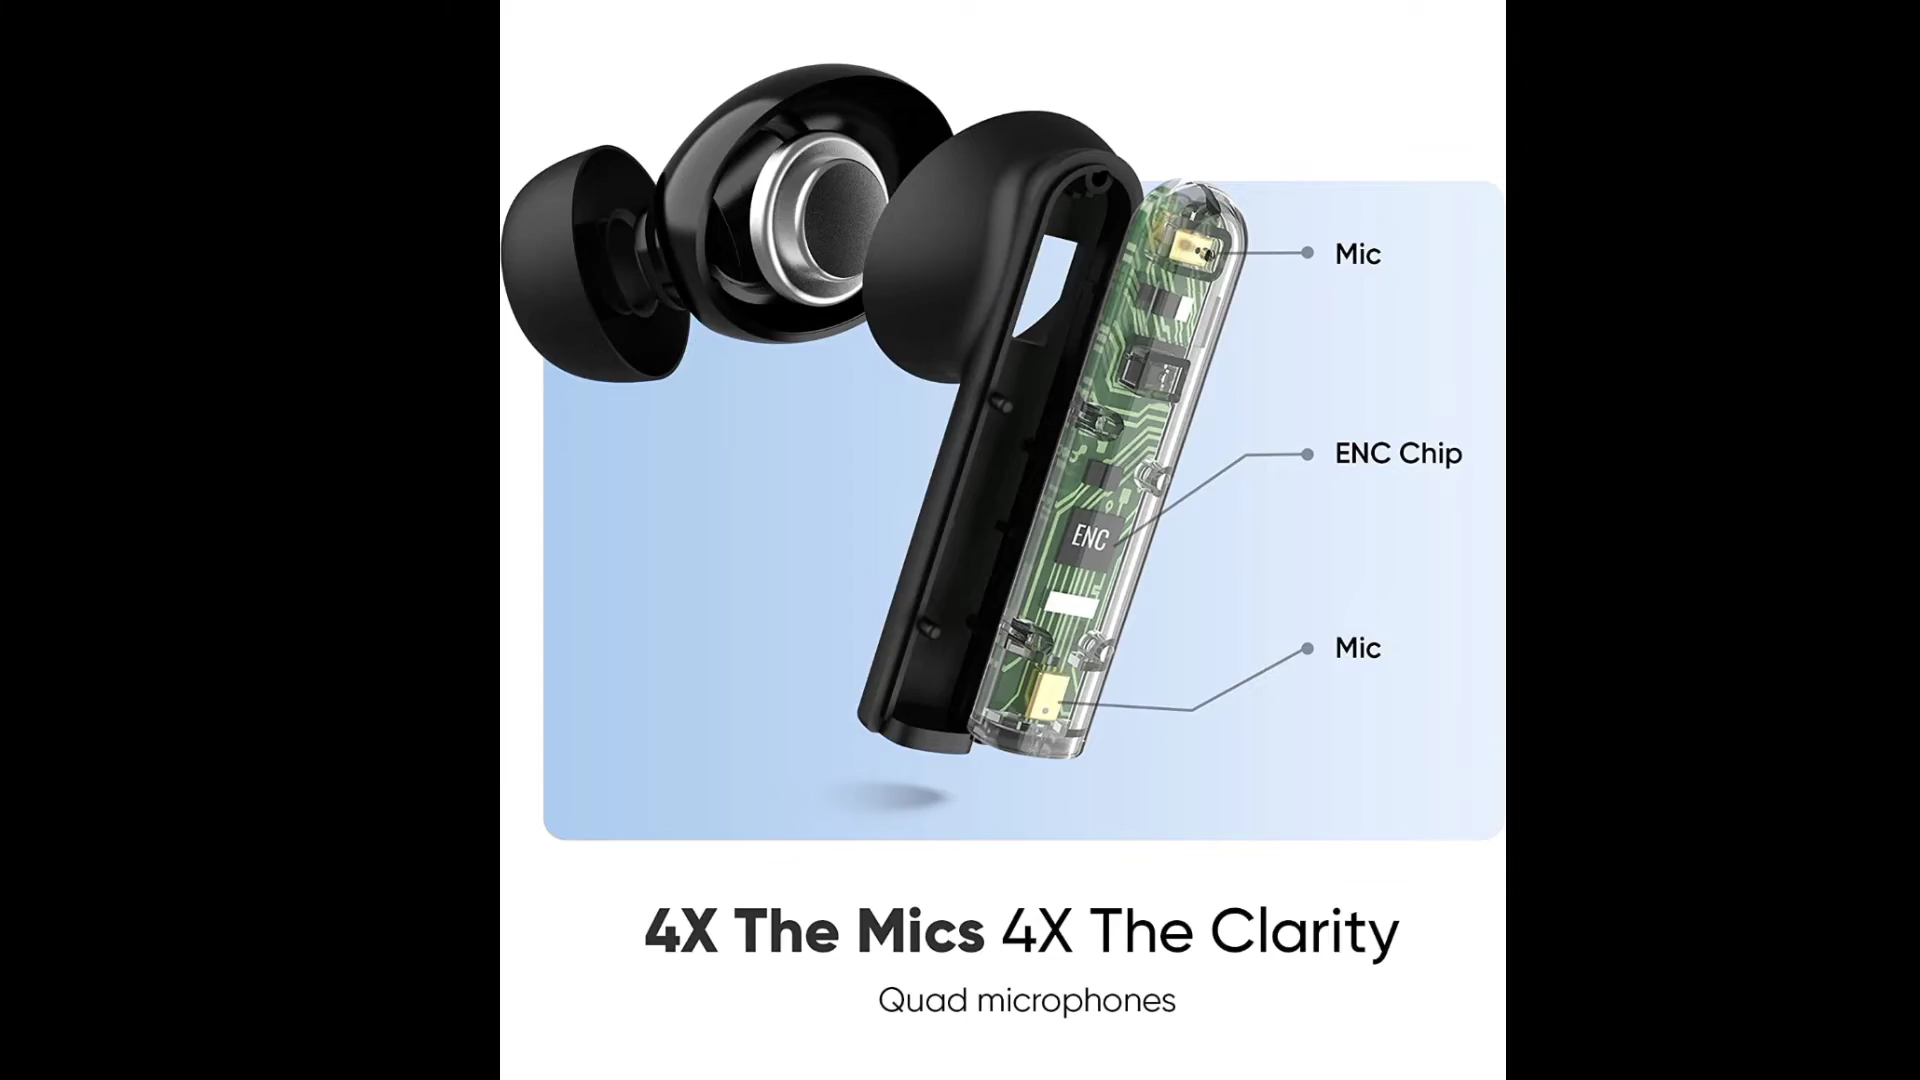 Mic
ENC Chip
ENC
Mic
4X The Mics 4X The Clarity
Quad microphones